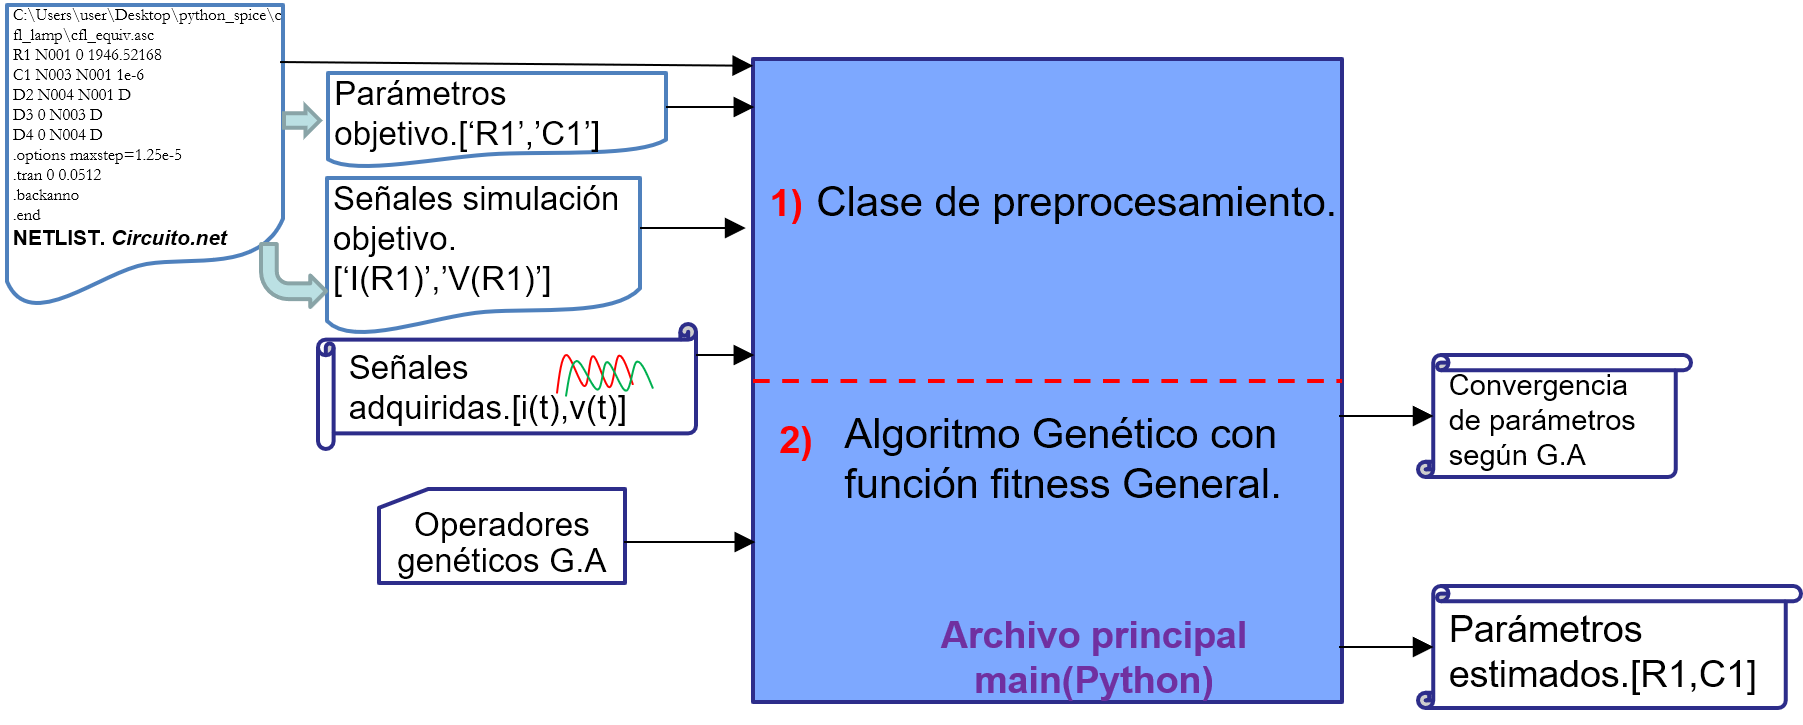 C:\Users\user\Desktop\python_spice\c
fl_lamp\cfl_equiv.asc
R1 N001 0 1946.52168
C1 N003 N001 1e-6
D2 N004 N001 D
D3 0 N003 D
D4 0 N004 D
.options maxstep=1.25e-5
.tran 0 0.0512
.backanno
.end
NETLIST. Circuito.net
Parámetros
objetivo.[‘R1’,’C1’]
Señales simulación
objetivo.
[‘I(R1)’,’V(R1)’]
Señales
adquiridas.[i(t),v(t)]
Operadores
genéticos G.A
1) Clase de preprocesamiento.
2) Algoritmo Genético con
función fitness General.
Archivo principal
main(Python)
Convergencia
de parámetros
según G.A
Parámetros
estimados.[R1,C1]